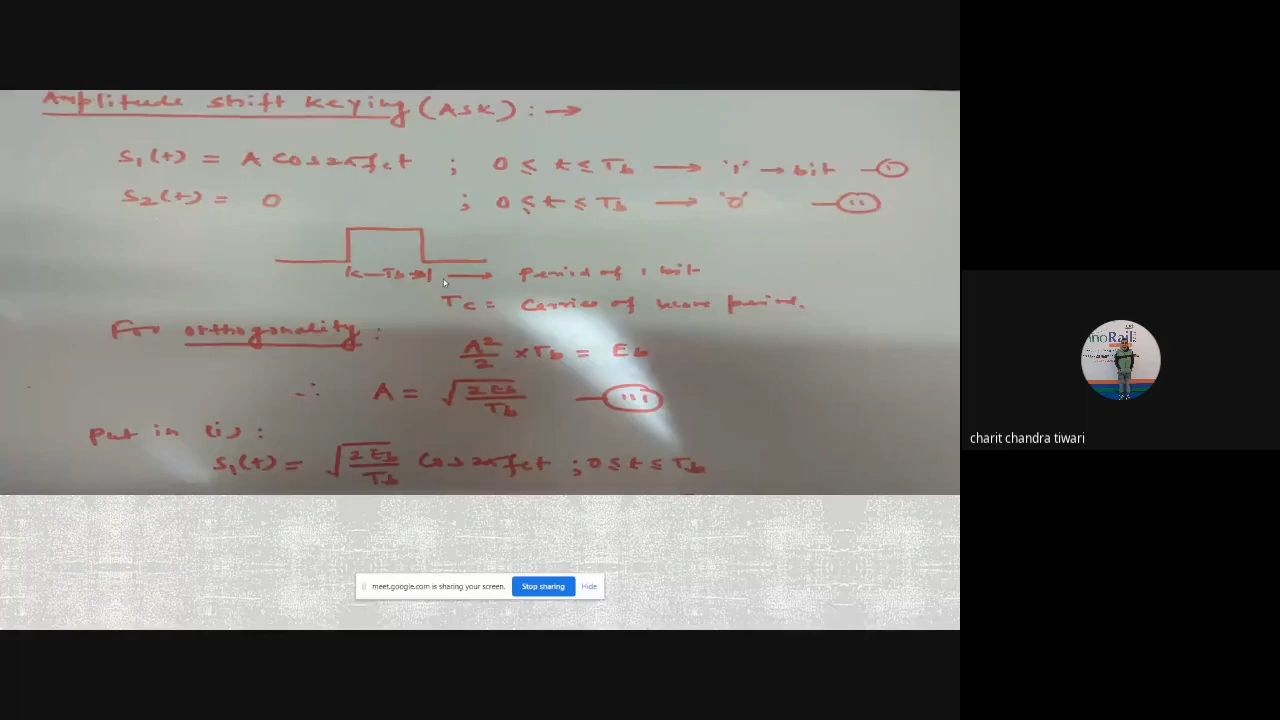 Amplitude shift keying (ASK) : →
S₁(t) = A cos2πfct ; 0 ≤ t ≤ Tb → '1' → bit — (i)
S₂(t) = 0 ; 0 ≤ t ≤ Tb → '0' — (ii)
|← Tb →| → period of 1 bit
Tc = carrier of wave period.
For orthogonality :
A²/2 × Tb = Eb
∴ A = √(2Eb/Tb) — (iii)
put in (i) :
S₁(t) = √(2Eb/Tb) cos2πfct ; 0 ≤ t ≤ Tb
meet.google.com is sharing your screen. Stop sharing Hide
noRail
charit chandra tiwari